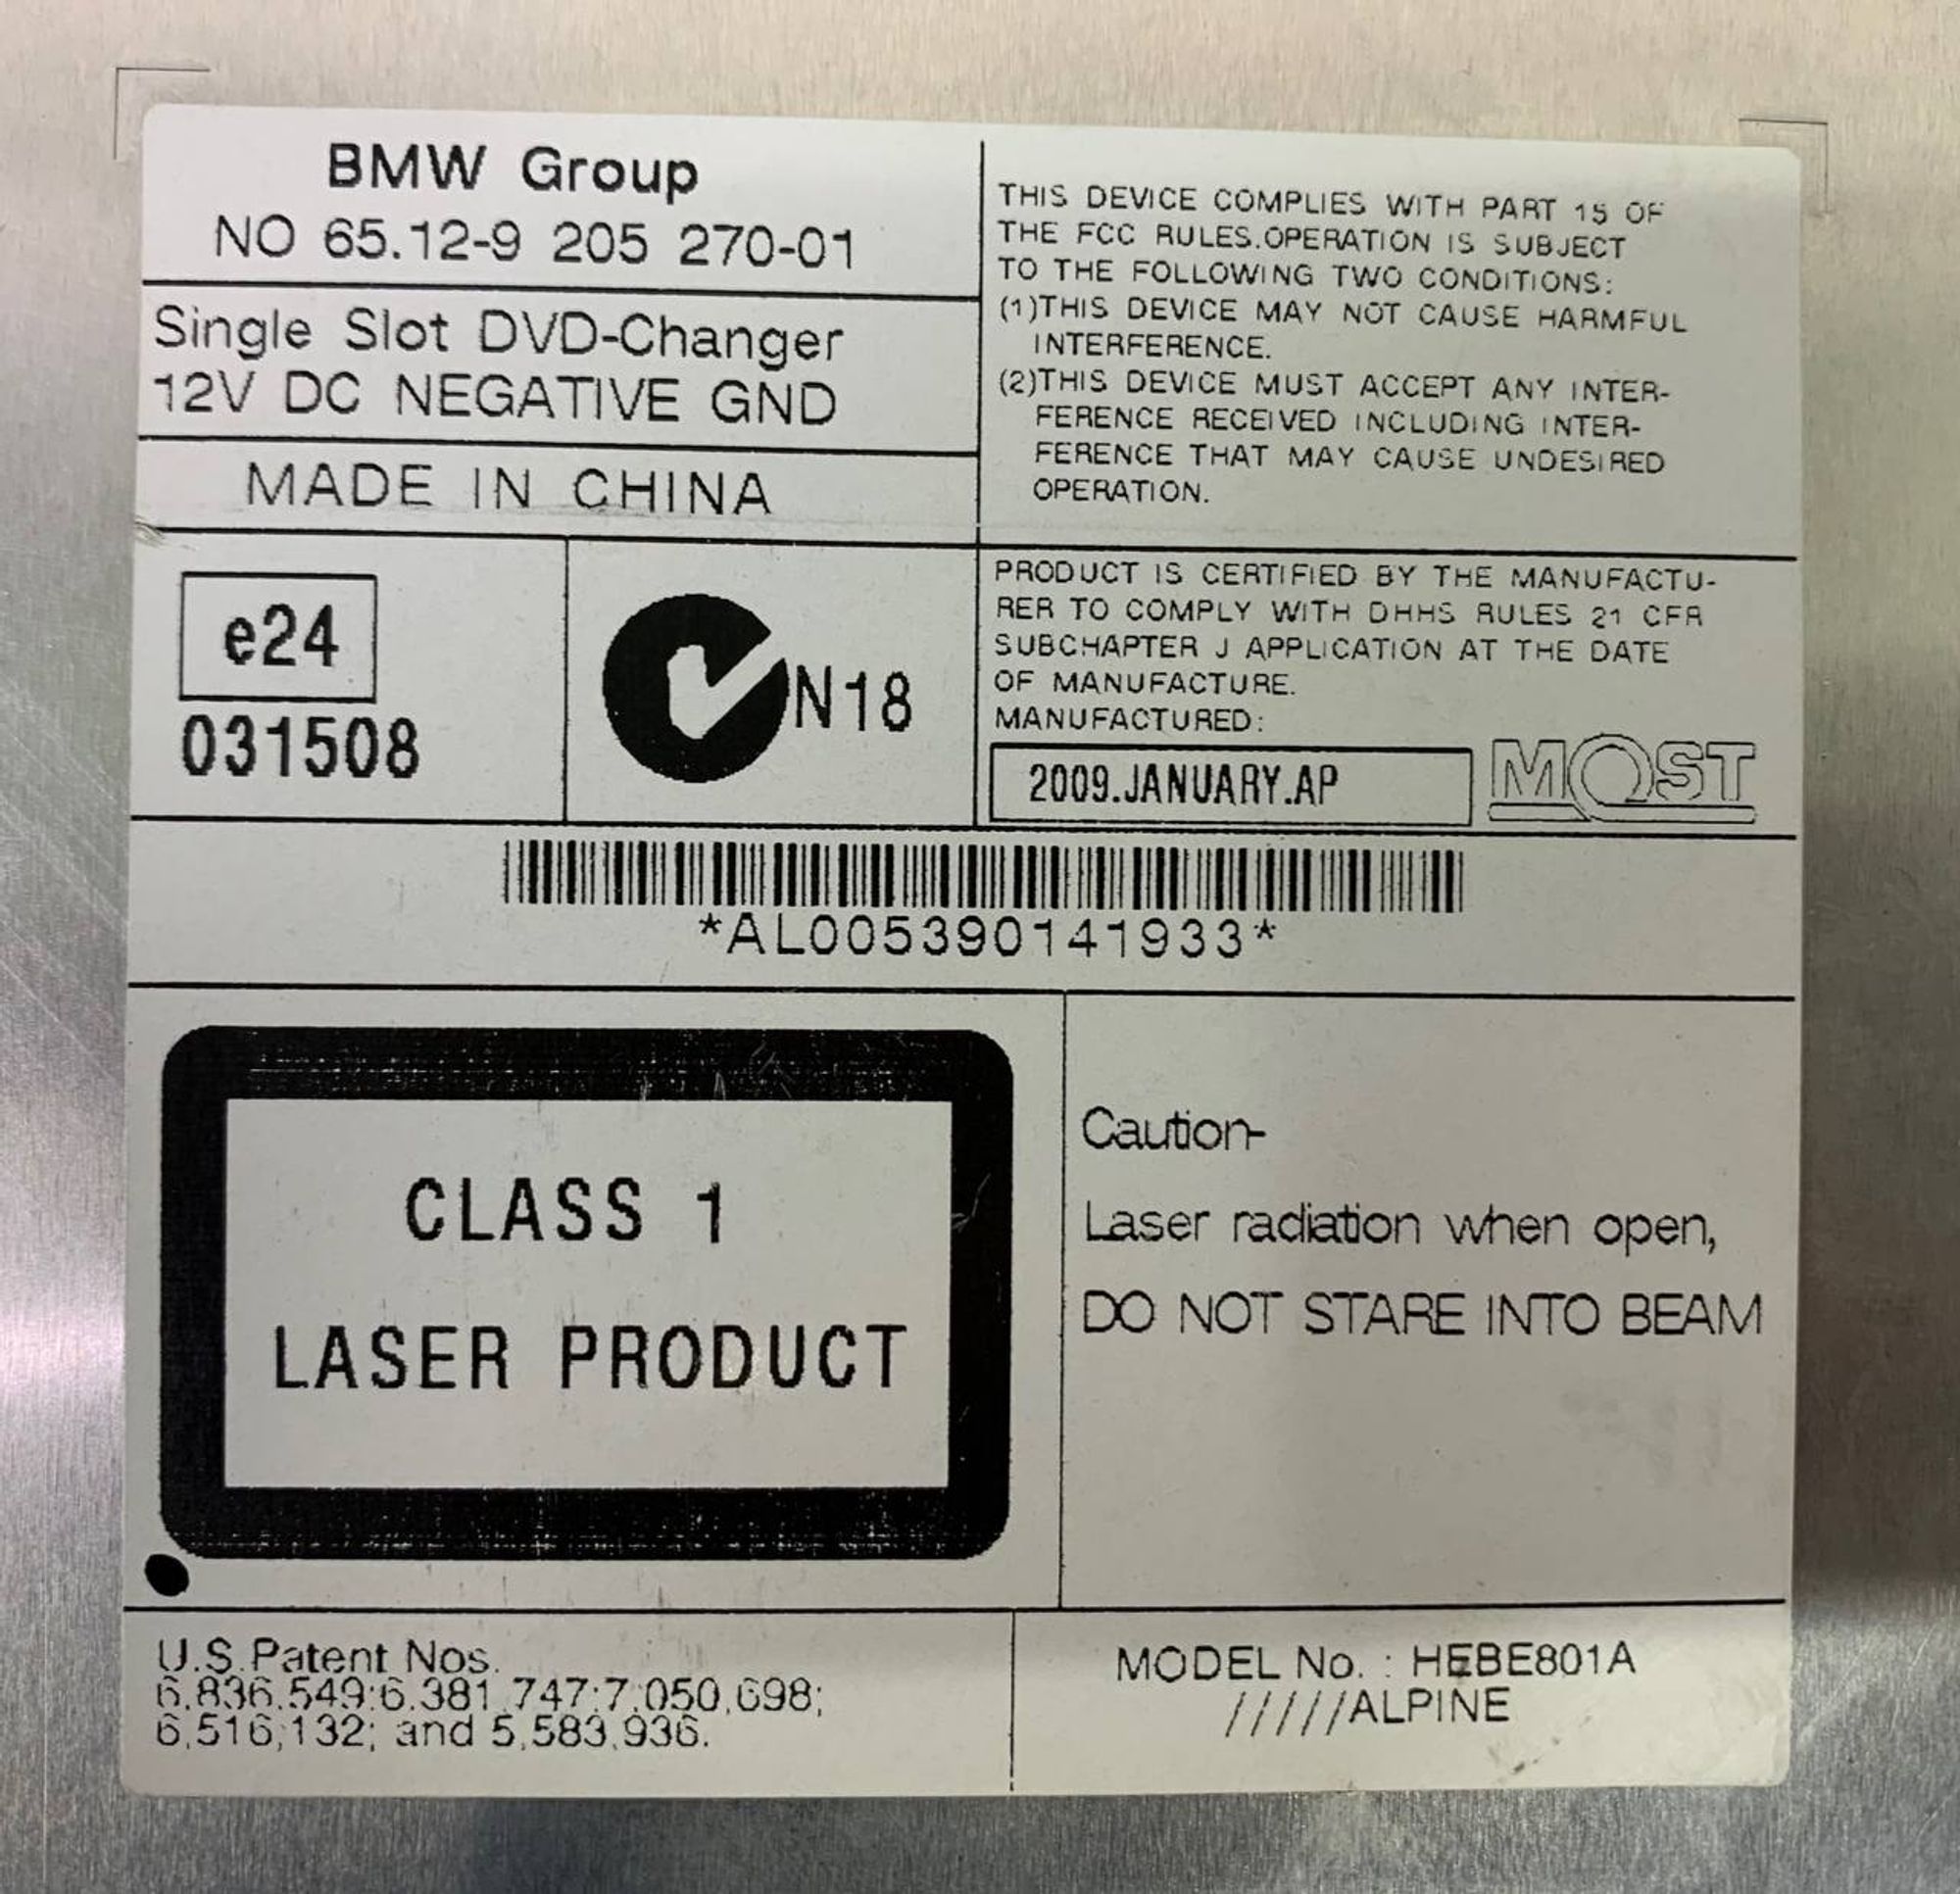 BMW Group
NO 65.12-9 205 270-01
Single Slot DVD-Changer
12V DC NEGATIVE GND
MADE IN CHINA
THIS DEVICE COMPLIES WITH PART 15 OF
THE FCC RULES.OPERATION IS SUBJECT
TO THE FOLLOWING TWO CONDITIONS:
(1)THIS DEVICE MAY NOT CAUSE HARMFUL
INTERFERENCE.
(2)THIS DEVICE MUST ACCEPT ANY INTER-
FERENCE RECEIVED INCLUDING INTER-
FERENCE THAT MAY CAUSE UNDESIRED
OPERATION.
e24
031508
N18
PRODUCT IS CERTIFIED BY THE MANUFACTU-
RER TO COMPLY WITH DHHS RULES 21 CFR
SUBCHAPTER J APPLICATION AT THE DATE
OF MANUFACTURE.
MANUFACTURED:
2009.JANUARY.AP
MOST
*AL005390141933*
CLASS 1
LASER PRODUCT
Caution-
Laser radiation when open,
DO NOT STARE INTO BEAM
U.S.Patent Nos.
6,836,549;6,381,747;7,050,698;
6,516,132; and 5,583,936.
MODEL No. : HEBE801A
/////ALPINE